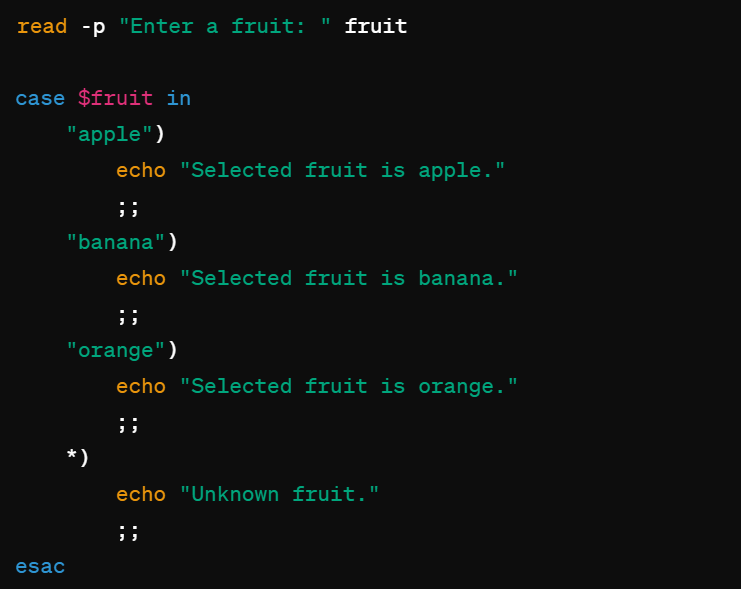 read -p "Enter a fruit: " fruit

case $fruit in
    "apple")
        echo "Selected fruit is apple."
        ;;
    "banana")
        echo "Selected fruit is banana."
        ;;
    "orange")
        echo "Selected fruit is orange."
        ;;
    *)
        echo "Unknown fruit."
        ;;
esac